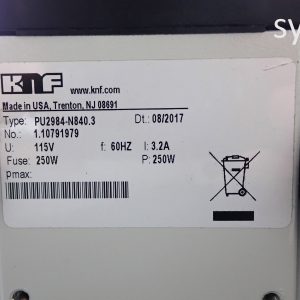 sy
KNF www.knf.com
Made in USA, Trenton, NJ 08691
Type: PU2984-N840.3 Dt.: 08/2017
No.: 1.10791979
U: 115V f: 60HZ I: 3.2A
Fuse: 250W P: 250W
pmax: